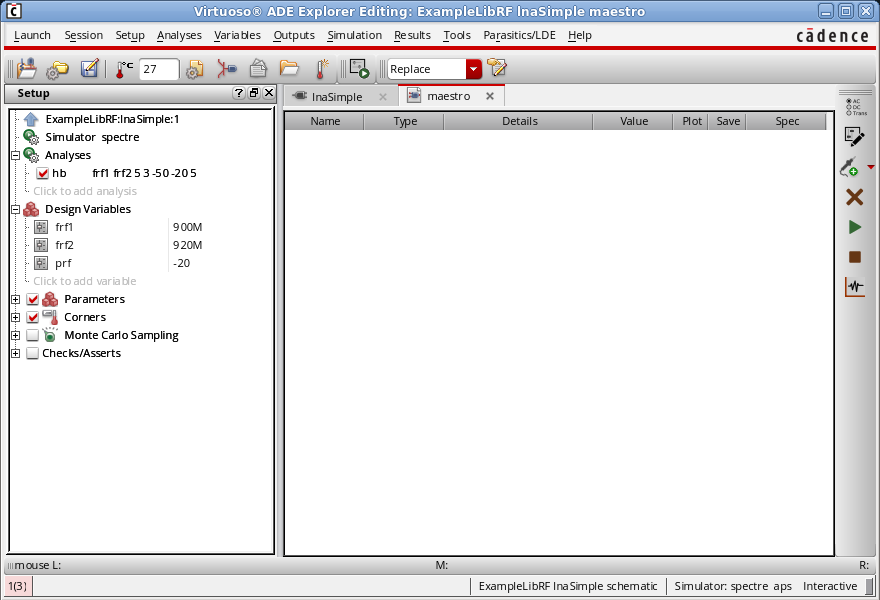 Virtuoso® ADE Explorer Editing: ExampleLibRF lnaSimple maestro
Launch Session Setup Analyses Variables Outputs Simulation Results Tools Parasitics/LDE Help cādence
°C 27 Replace
Setup
lnaSimple maestro
Name Type Details Value Plot Save Spec
AC
DC
Trans
ExampleLibRF:lnaSimple:1
Simulator spectre
Analyses
hb frf1 frf2 5 3 -50 -20 5
Click to add analysis
Design Variables
frf1 900M
frf2 920M
prf -20
Click to add variable
Parameters
Corners
Monte Carlo Sampling
Checks/Asserts
mouse L: M: R:
1(3) ExampleLibRF lnaSimple schematic Simulator: spectre aps Interactive